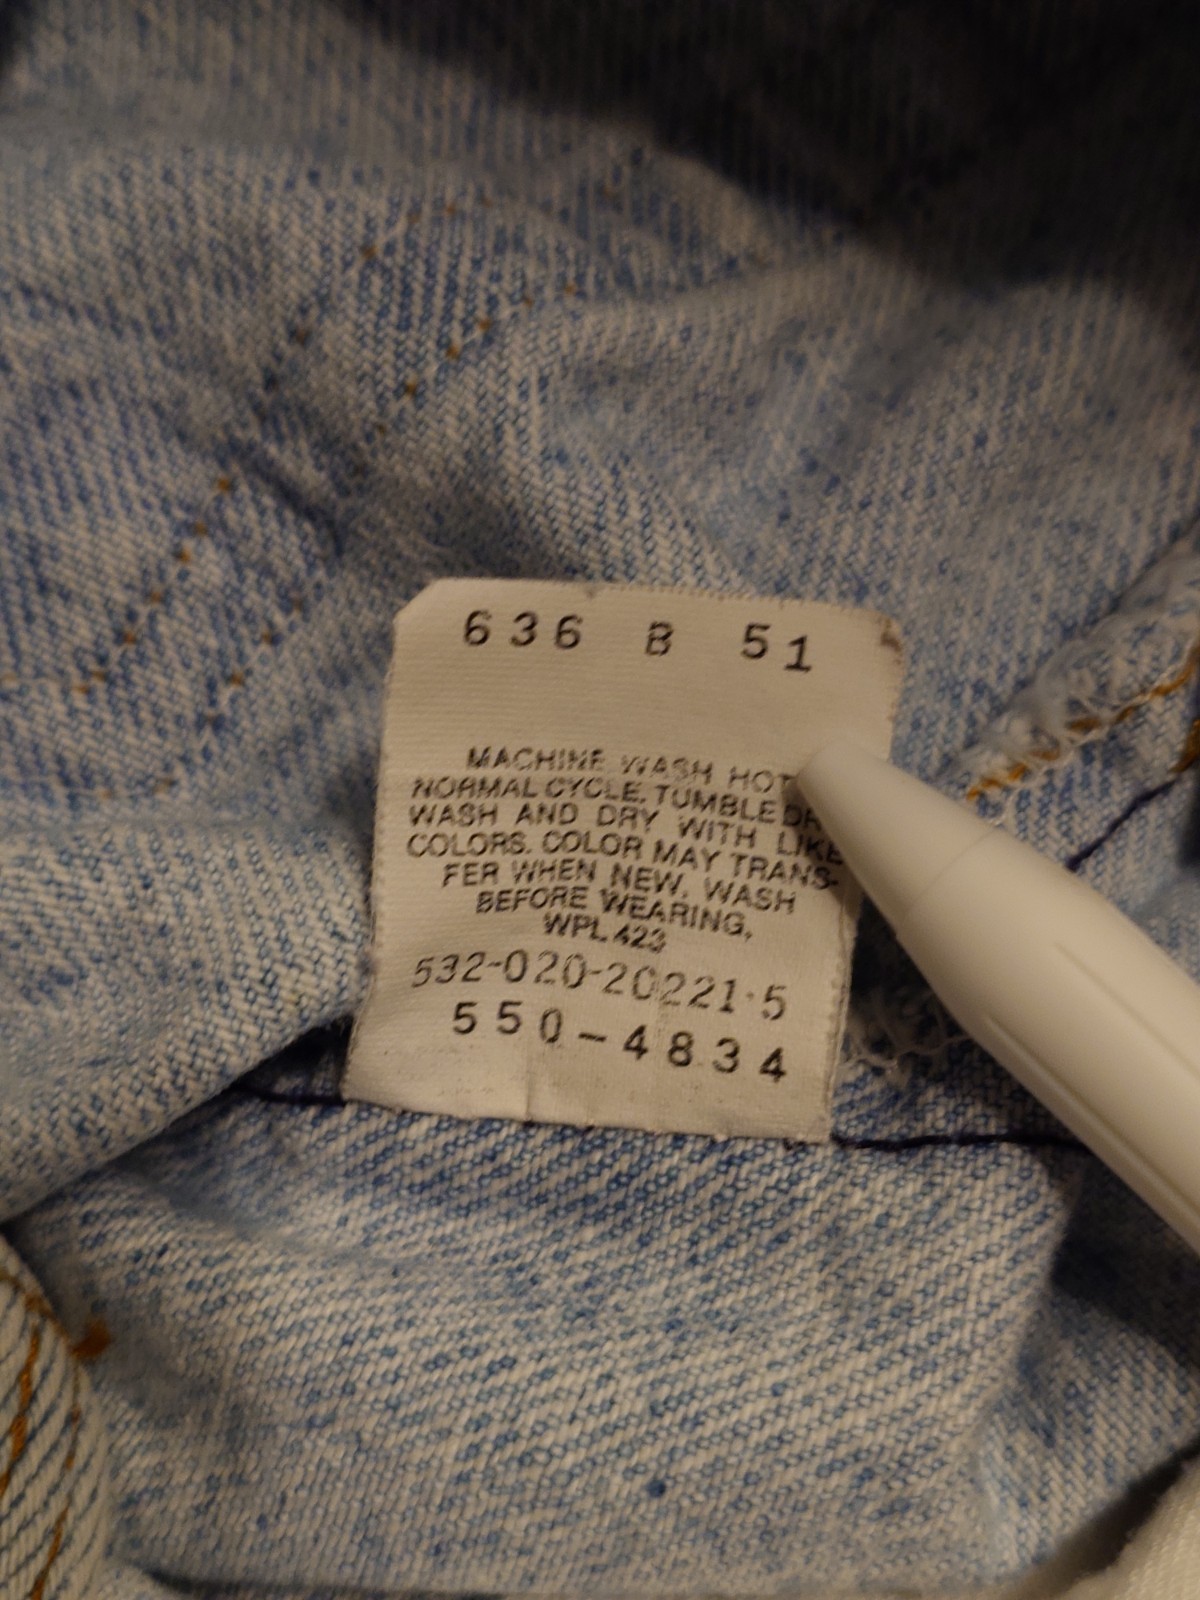 636 B 51
MACHINE WASH HOT
NORMAL CYCLE. TUMBLE
WASH AND DRY WITH LIKE
COLORS. COLOR MAY TRANS-
FER WHEN NEW. WASH
BEFORE WEARING.
WPL 423
532-020-20221-5
550-4834